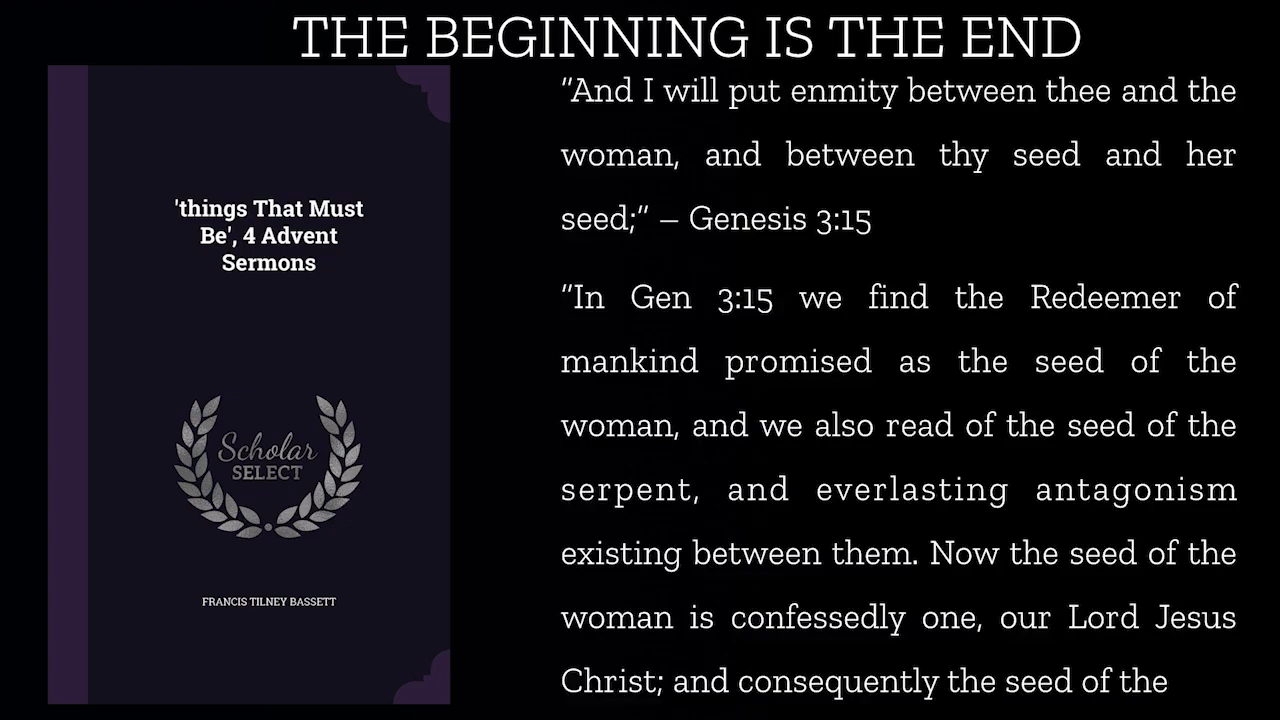 THE BEGINNING IS THE END
'things That Must
Be', 4 Advent
Sermons
Scholar
SELECT
FRANCIS TILNEY BASSETT
“And I will put enmity between thee and the
woman, and between thy seed and her
seed;” – Genesis 3:15
“In Gen 3:15 we find the Redeemer of
mankind promised as the seed of the
woman, and we also read of the seed of the
serpent, and everlasting antagonism
existing between them. Now the seed of the
woman is confessedly one, our Lord Jesus
Christ; and consequently the seed of the